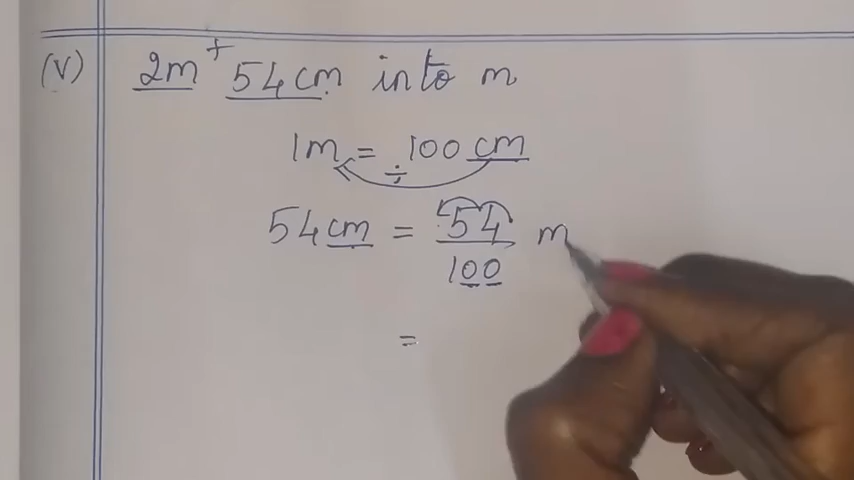 (v) 2m + 54cm into m
1m = 100 cm
÷
54cm = 54/100 m
=